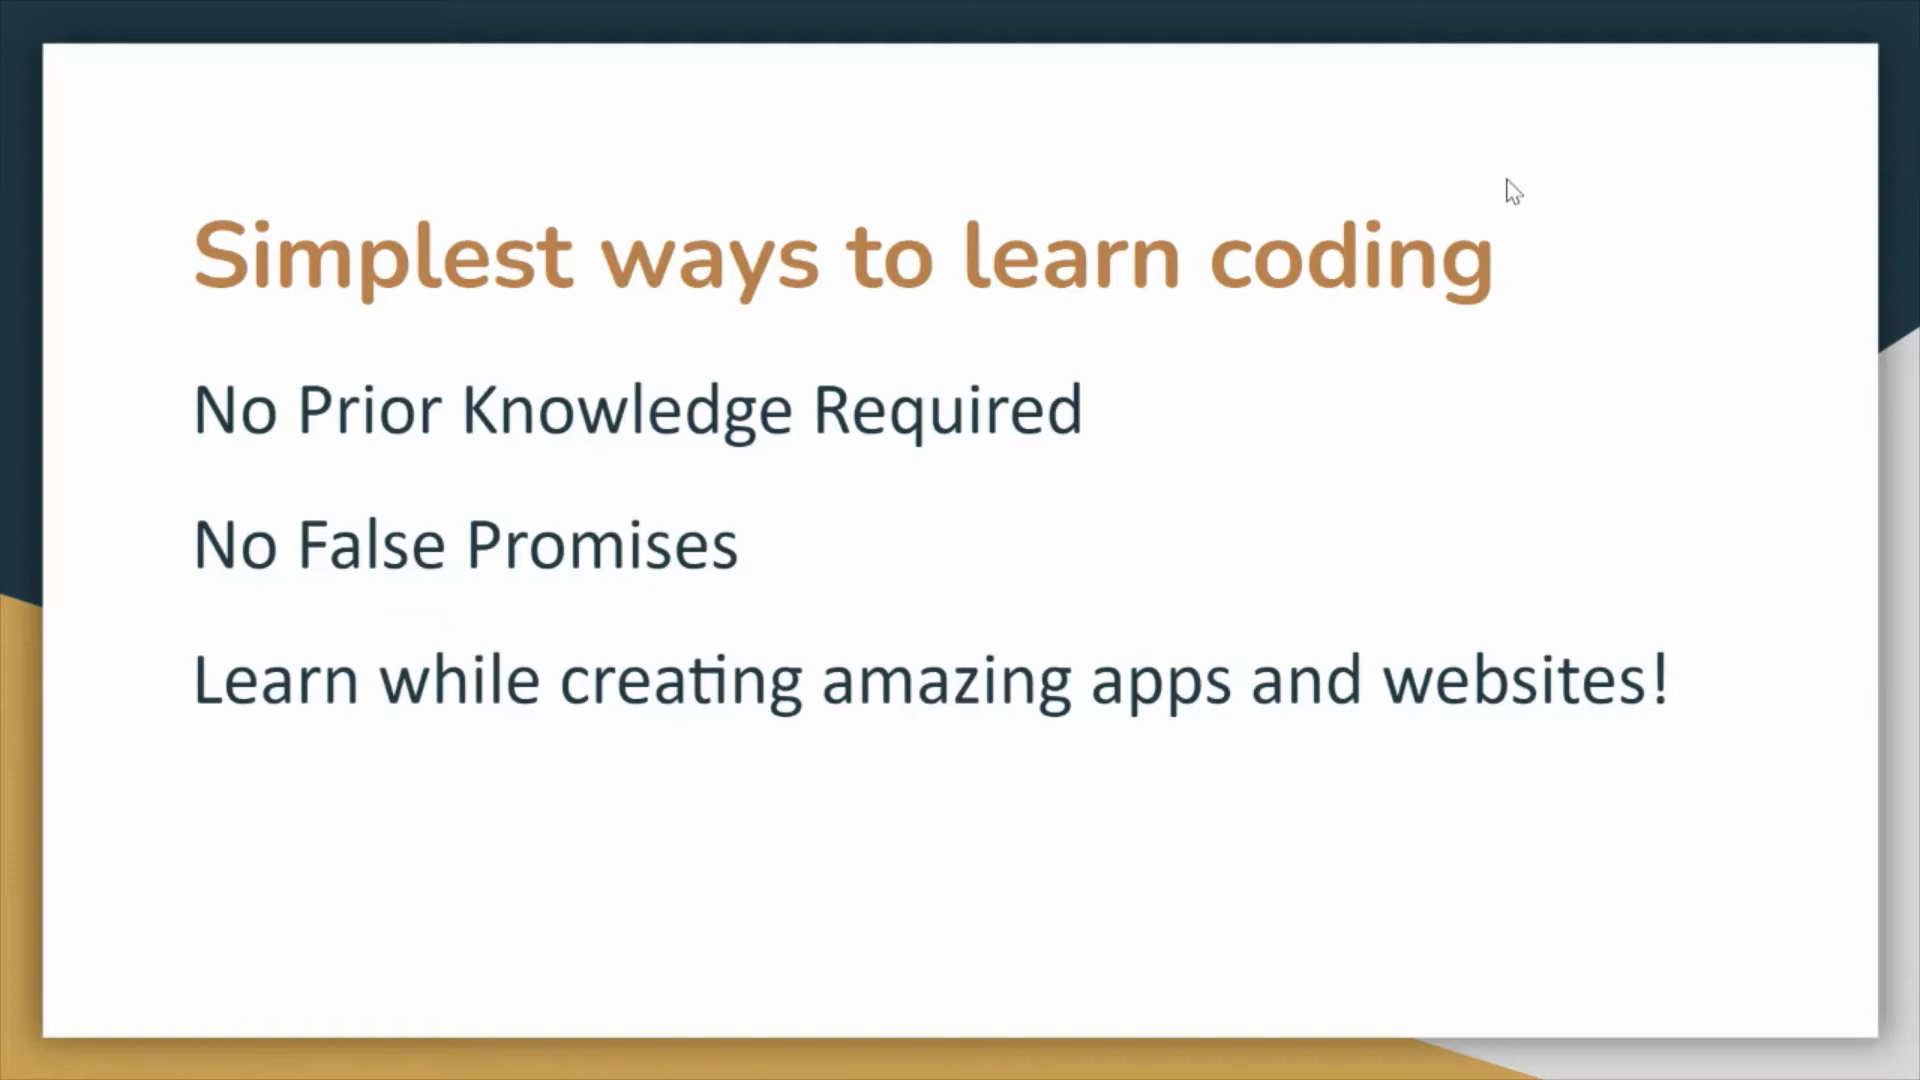 Simplest ways to learn coding
No Prior Knowledge Required
No False Promises
Learn while creating amazing apps and websites!